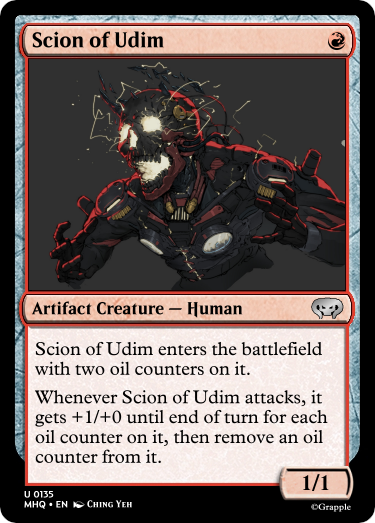 Scion of Udim
Artifact Creature — Human
Scion of Udim enters the battlefield
with two oil counters on it.
Whenever Scion of Udim attacks, it
gets +1/+0 until end of turn for each
oil counter on it, then remove an oil
counter from it.
1/1
U 0135
MHQ • EN Ching Yeh
©Grapple